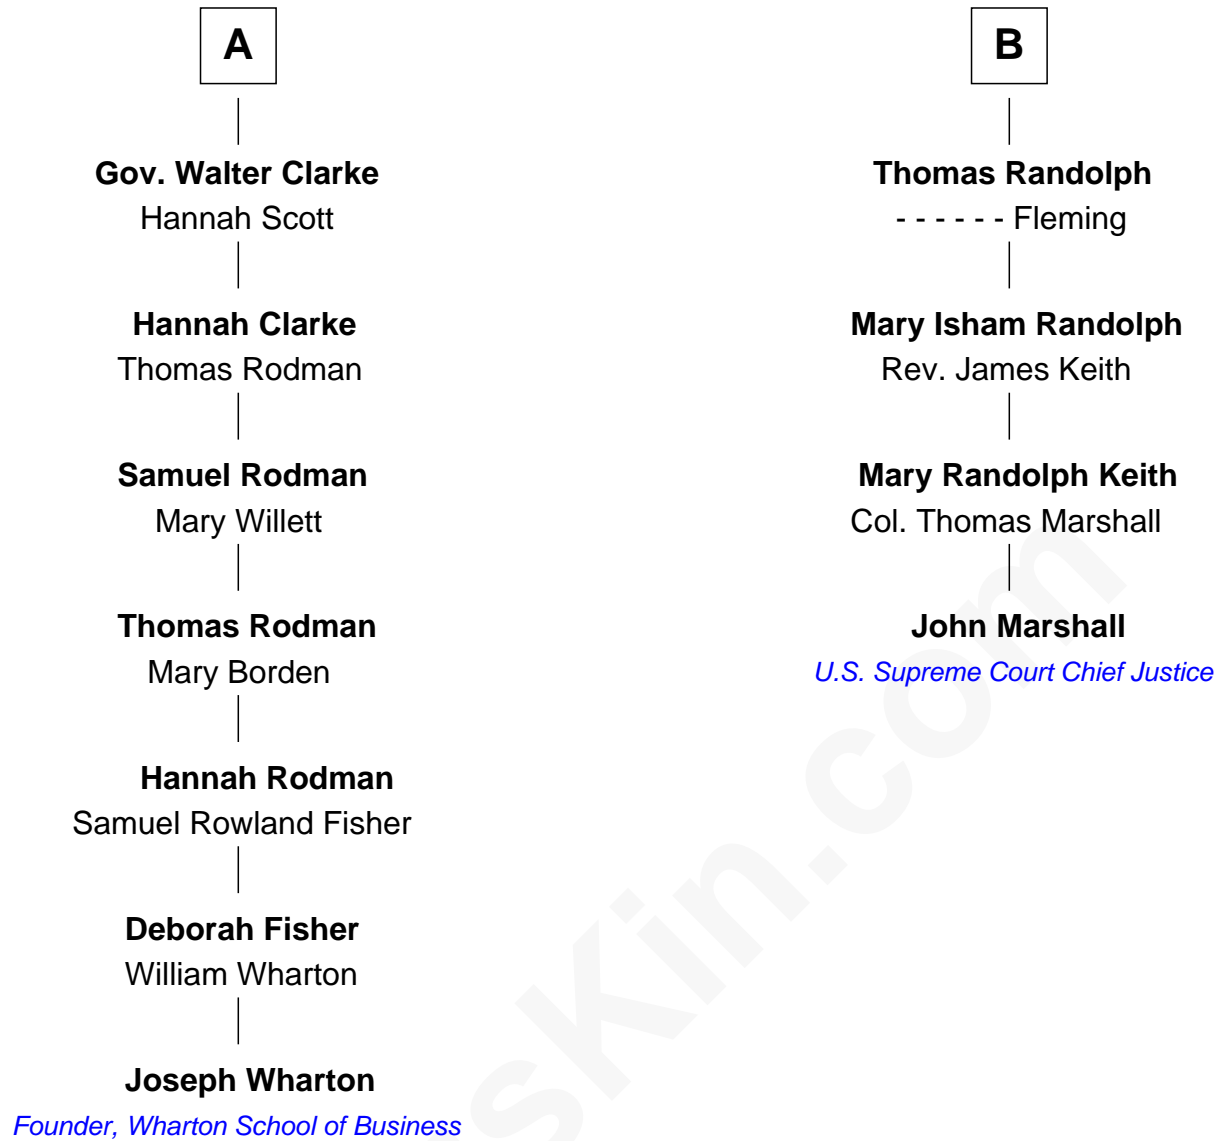 A
Gov. Walter Clarke
Hannah Scott
Hannah Clarke
Thomas Rodman
Samuel Rodman
Mary Willett
Thomas Rodman
Mary Borden
Hannah Rodman
Samuel Rowland Fisher
Deborah Fisher
William Wharton
Joseph Wharton
Founder, Wharton School of Business
B
Thomas Randolph
- - - - - - Fleming
Mary Isham Randolph
Rev. James Keith
Mary Randolph Keith
Col. Thomas Marshall
John Marshall
U.S. Supreme Court Chief Justice
sKin.com